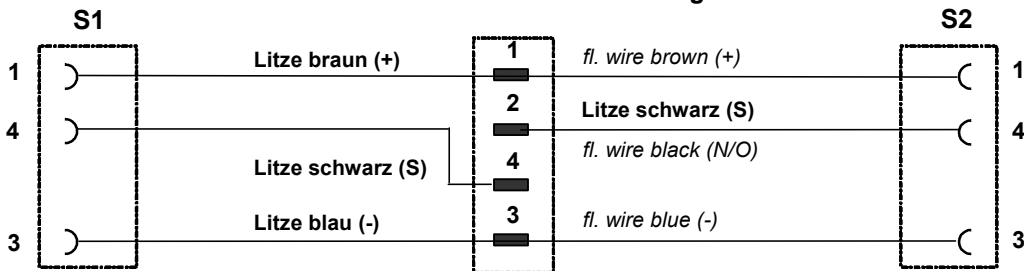 S1
S2
1
Litze braun (+)
1
fl. wire brown (+)
1
4
2
Litze schwarz (S)
4
fl. wire black (N/O)
Litze schwarz (S)
4
3
Litze blau (-)
3
fl. wire blue (-)
3